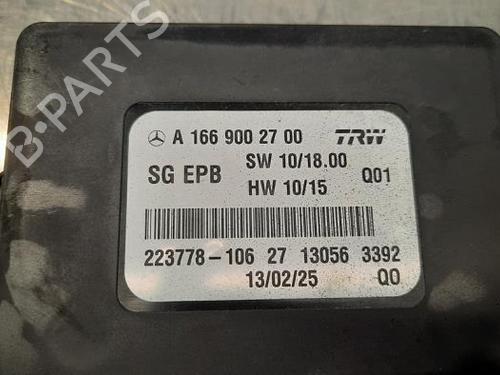 A 166 900 27 00 TRW
SG EPB SW 10/18.00
HW 10/15 Q01
223778-106 27 13056 3392
13/02/25 Q0
B-PARTS